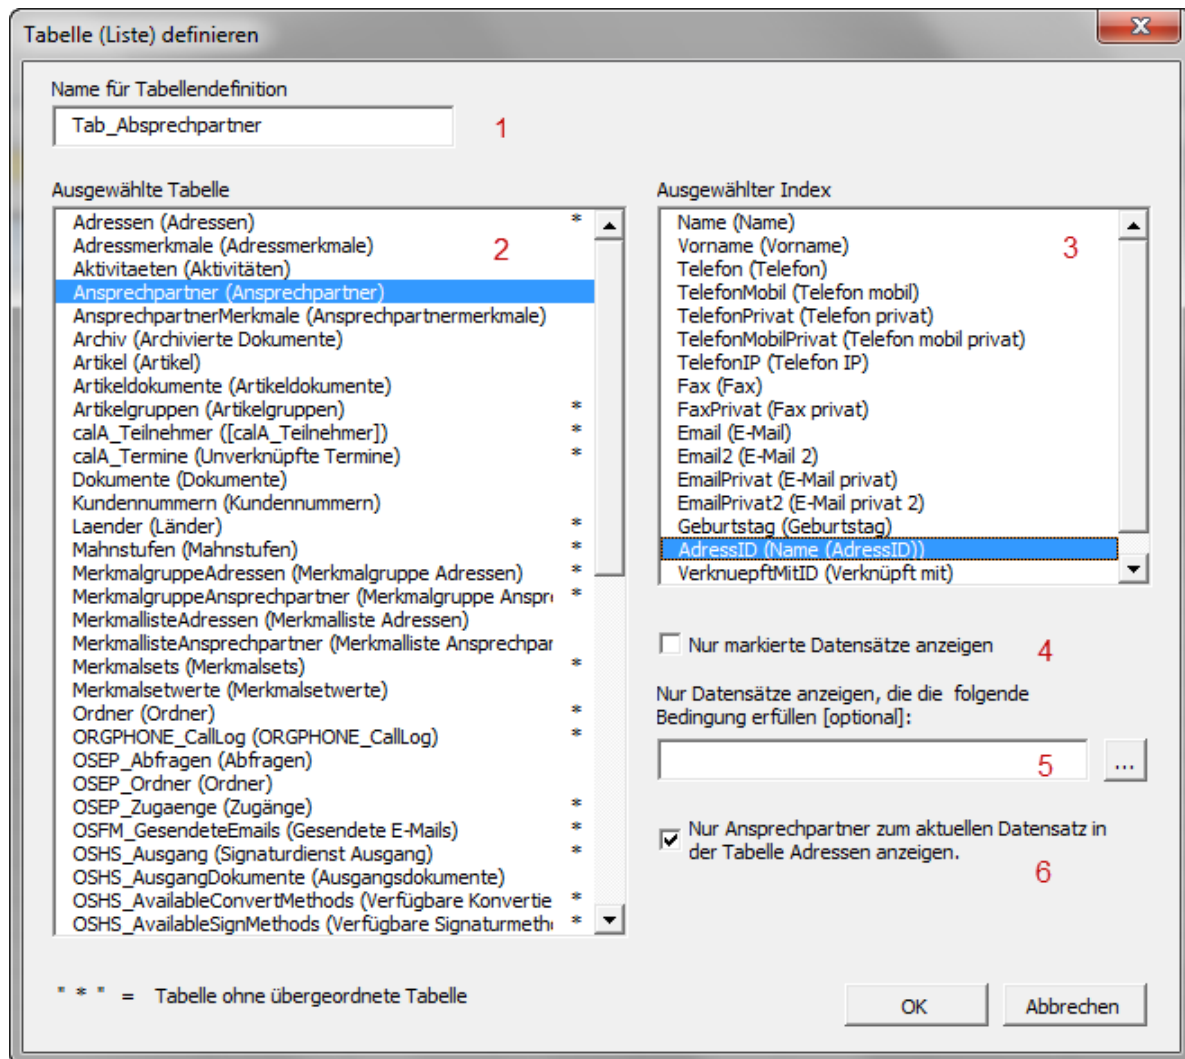 Tabelle (Liste) definieren
Name für Tabellendefinition
Tab_Absprechpartner
1
Ausgewählte Tabelle
Adressen (Adressen) *
Adressmerkmale (Adressmerkmale)
2
Aktivitaeten (Aktivitäten)
Ansprechpartner (Ansprechpartner)
AnsprechpartnerMerkmale (Ansprechpartnermerkmale)
Archiv (Archivierte Dokumente)
Artikel (Artikel)
Artikeldokumente (Artikeldokumente)
Artikelgruppen (Artikelgruppen) *
calA_Teilnehmer ([calA_Teilnehmer]) *
calA_Termine (Unverknüpfte Termine) *
Dokumente (Dokumente)
Kundennummern (Kundennummern)
Laender (Länder) *
Mahnstufen (Mahnstufen) *
MerkmalgruppeAdressen (Merkmalgruppe Adressen) *
MerkmalgruppeAnsprechpartner (Merkmalgruppe Anspr *
MerkmallisteAdressen (Merkmalliste Adressen)
MerkmallisteAnsprechpartner (Merkmalliste Ansprechpar
Merkmalsets (Merkmalsets) *
Merkmalsetwerte (Merkmalsetwerte)
Ordner (Ordner) *
ORGPHONE_CallLog (ORGPHONE_CallLog) *
OSEP_Abfragen (Abfragen)
OSEP_Ordner (Ordner)
OSEP_Zugaenge (Zugänge) *
OSFM_GesendeteEmails (Gesendete E-Mails) *
OSHS_Ausgang (Signaturdienst Ausgang) *
OSHS_AusgangDokumente (Ausgangsdokumente)
OSHS_AvailableConvertMethods (Verfügbare Konvertie *
OSHS_AvailableSignMethods (Verfügbare Signaturmeth *
Ausgewählter Index
Name (Name)
Vorname (Vorname)
3
Telefon (Telefon)
TelefonMobil (Telefon mobil)
TelefonPrivat (Telefon privat)
TelefonMobilPrivat (Telefon mobil privat)
TelefonIP (Telefon IP)
Fax (Fax)
FaxPrivat (Fax privat)
Email (E-Mail)
Email2 (E-Mail 2)
EmailPrivat (E-Mail privat)
EmailPrivat2 (E-Mail privat 2)
Geburtstag (Geburtstag)
AdressID (Name (AdressID))
VerknuepftMitID (Verknüpft mit)
Nur markierte Datensätze anzeigen
4
Nur Datensätze anzeigen, die die folgende
Bedingung erfüllen [optional]:
5
...
Nur Ansprechpartner zum aktuellen Datensatz in
der Tabelle Adressen anzeigen.
6
" * " = Tabelle ohne übergeordnete Tabelle
OK
Abbrechen